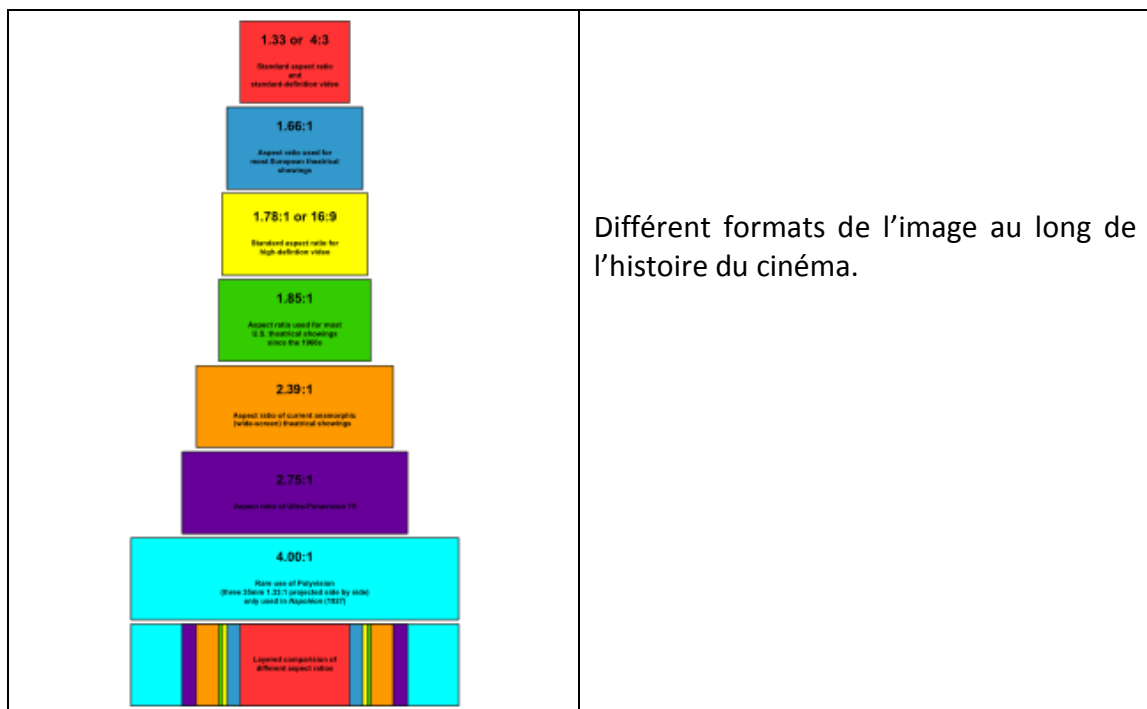 1.33 or 4:3
Standard aspect ratio
and
standard-definition video
1.66:1
Aspect ratio used for
most European theatrical
showings
1.78:1 or 16:9
Standard aspect ratio for
high-definition video
1.85:1
Aspect ratio used for most
U.S. theatrical showings
since the 1960s
2.39:1
Aspect ratio of current anamorphic
(wide-screen) theatrical showings
2.75:1
Aspect ratio of Ultra-Panavision 70
4.00:1
Rare use of Polyvision
(three 35mm 1.33:1 projected side by side)
only used in Napoléon (1927)
Layered comparision of
different aspect ratios
Différent formats de l’image au long de
l’histoire du cinéma.